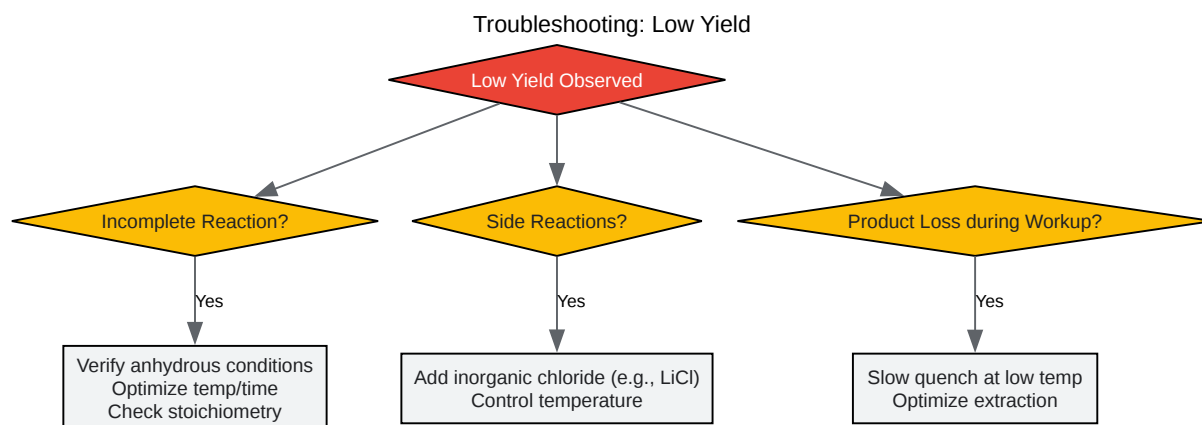 Troubleshooting: Low Yield
Low Yield Observed
Incomplete Reaction?
Side Reactions?
Product Loss during Workup?
Yes
Yes
Yes
Verify anhydrous conditions
Optimize temp/time
Check stoichiometry
Add inorganic chloride (e.g., LiCl)
Control temperature
Slow quench at low temp
Optimize extraction